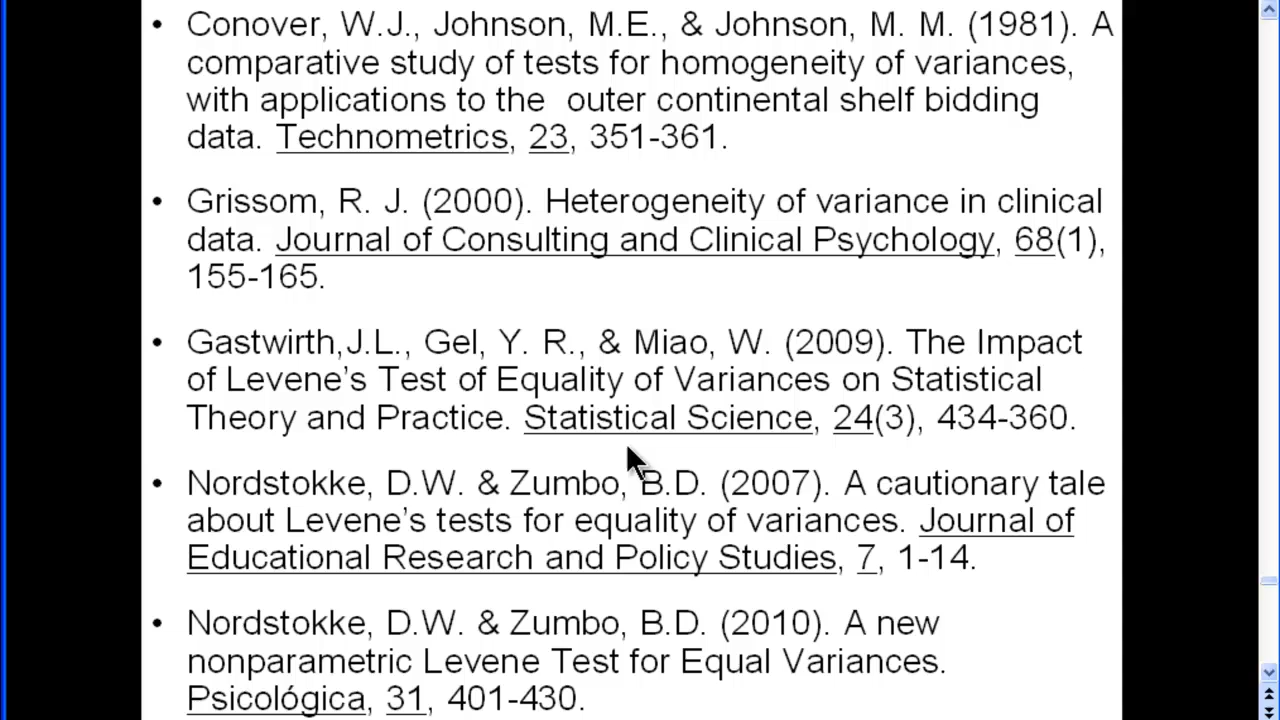 • Conover, W.J., Johnson, M.E., & Johnson, M. M. (1981). A
comparative study of tests for homogeneity of variances,
with applications to the  outer continental shelf bidding
data. Technometrics, 23, 351-361.
• Grissom, R. J. (2000). Heterogeneity of variance in clinical
data. Journal of Consulting and Clinical Psychology, 68(1),
155-165.
• Gastwirth,J.L., Gel, Y. R., & Miao, W. (2009). The Impact
of Levene’s Test of Equality of Variances on Statistical
Theory and Practice. Statistical Science, 24(3), 434-360.
• Nordstokke, D.W. & Zumbo, B.D. (2007). A cautionary tale
about Levene’s tests for equality of variances. Journal of
Educational Research and Policy Studies, 7, 1-14.
• Nordstokke, D.W. & Zumbo, B.D. (2010). A new
nonparametric Levene Test for Equal Variances.
Psicológica, 31, 401-430.